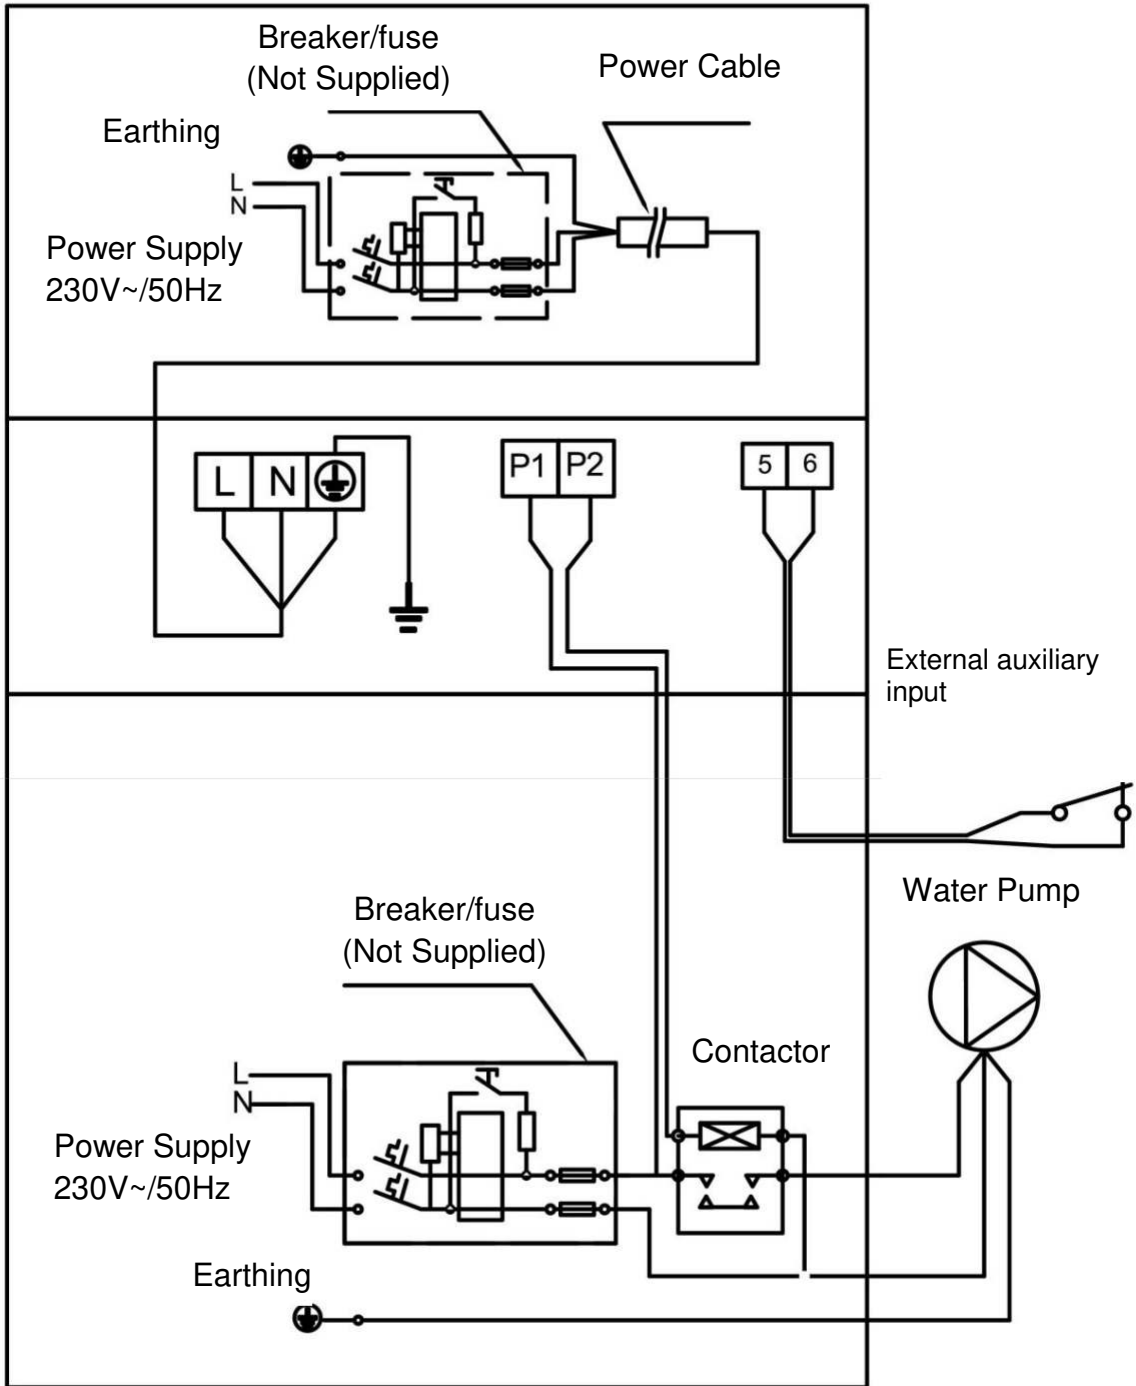 Breaker/fuse
(Not Supplied)
Power Cable
Earthing
L
N
Power Supply
230V~/50Hz
L N
P1 P2
5 6
External auxiliary
input
Water Pump
Breaker/fuse
(Not Supplied)
Contactor
L
N
Power Supply
230V~/50Hz
Earthing